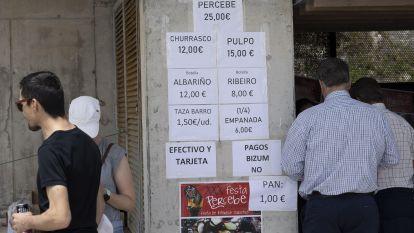 PERCEBE
25,00€
CHURRASCO
12,00€
PULPO
15,00€
Botella
ALBARIÑO
12,00 €
Botella
RIBEIRO
8,00€
TAZA BARRO
1,50€/ud.
(1/4)
EMPANADA
6,00€
EFECTIVO Y
TARJETA
PAGOS
BIZUM
NO
PAN:
1,00 €
festa
PERCEBE